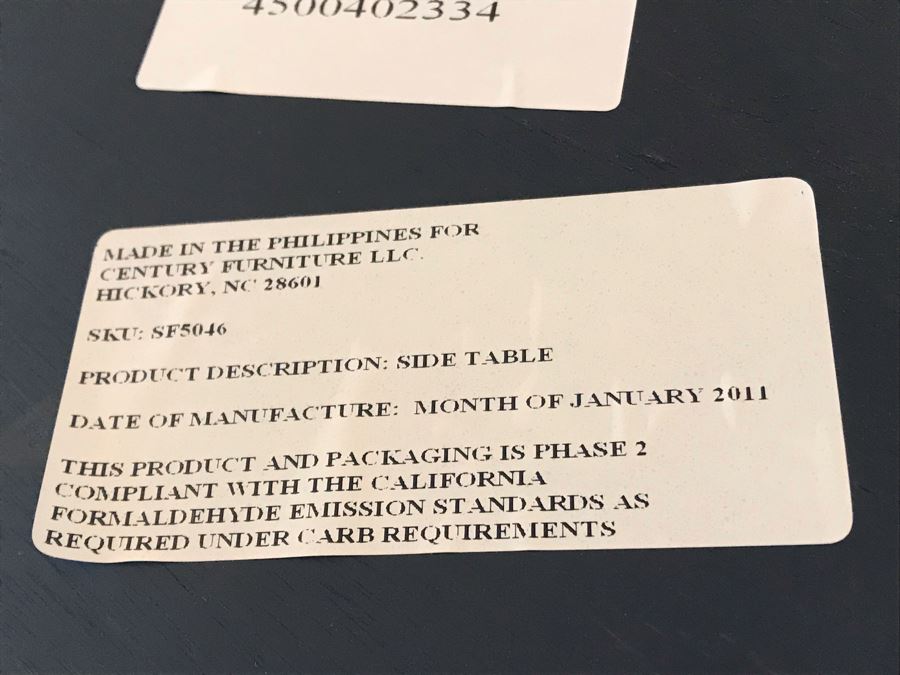 4500402334
MADE IN THE PHILIPPINES FOR
CENTURY FURNITURE LLC.
HICKORY, NC 28601
SKU: SF5046
PRODUCT DESCRIPTION: SIDE TABLE
DATE OF MANUFACTURE: MONTH OF JANUARY 2011
THIS PRODUCT AND PACKAGING IS PHASE 2
COMPLIANT WITH THE CALIFORNIA
FORMALDEHYDE EMISSION STANDARDS AS
REQUIRED UNDER CARB REQUIREMENTS